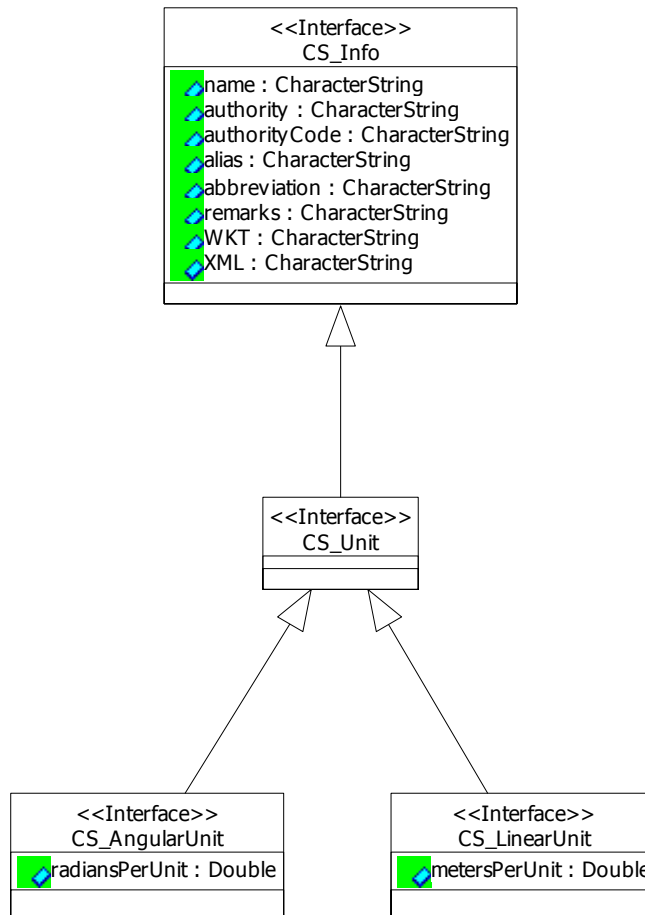 <<Interface>>
CS_Info
name : CharacterString
authority : CharacterString
authorityCode : CharacterString
alias : CharacterString
abbreviation : CharacterString
remarks : CharacterString
WKT : CharacterString
XML : CharacterString
<<Interface>>
CS_Unit
<<Interface>>
CS_AngularUnit
radiansPerUnit : Double
<<Interface>>
CS_LinearUnit
metersPerUnit : Double